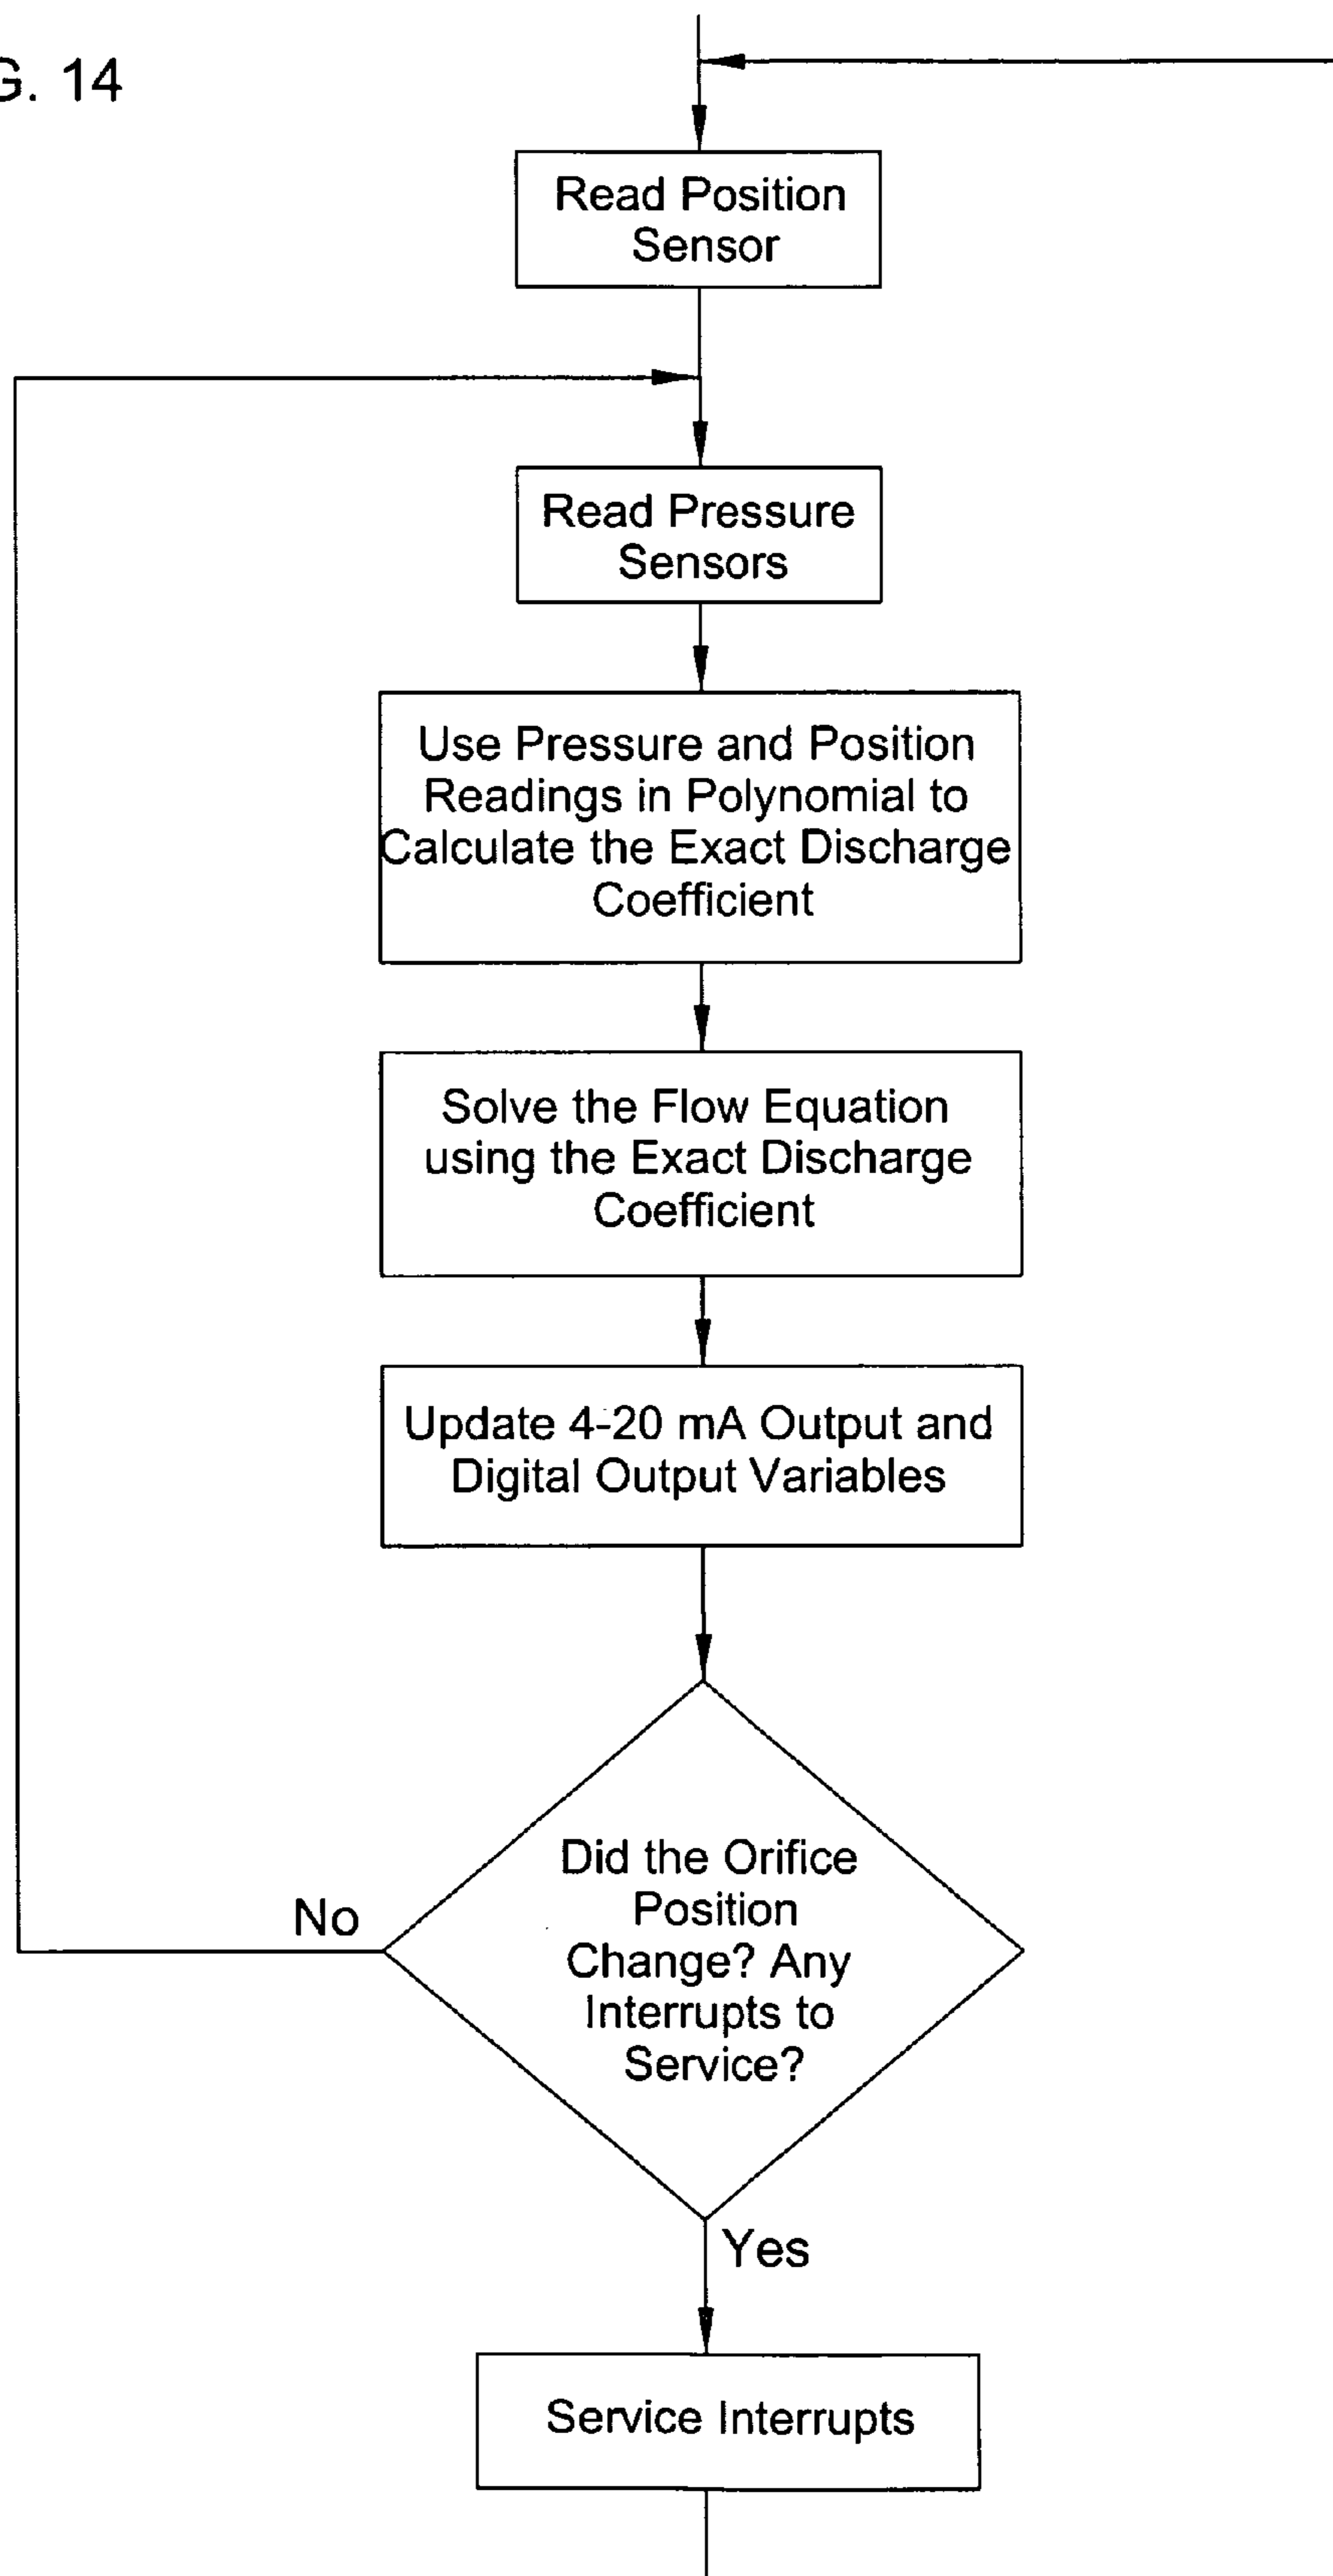 G. 14
Read Position
Sensor
Read Pressure
Sensors
Use Pressure and Position
Readings in Polynomial to
Calculate the Exact Discharge
Coefficient
Solve the Flow Equation
using the Exact Discharge
Coefficient
Update 4-20 mA Output and
Digital Output Variables
Did the Orifice
Position
Change? Any
Interrupts to
Service?
No
Yes
Service Interrupts